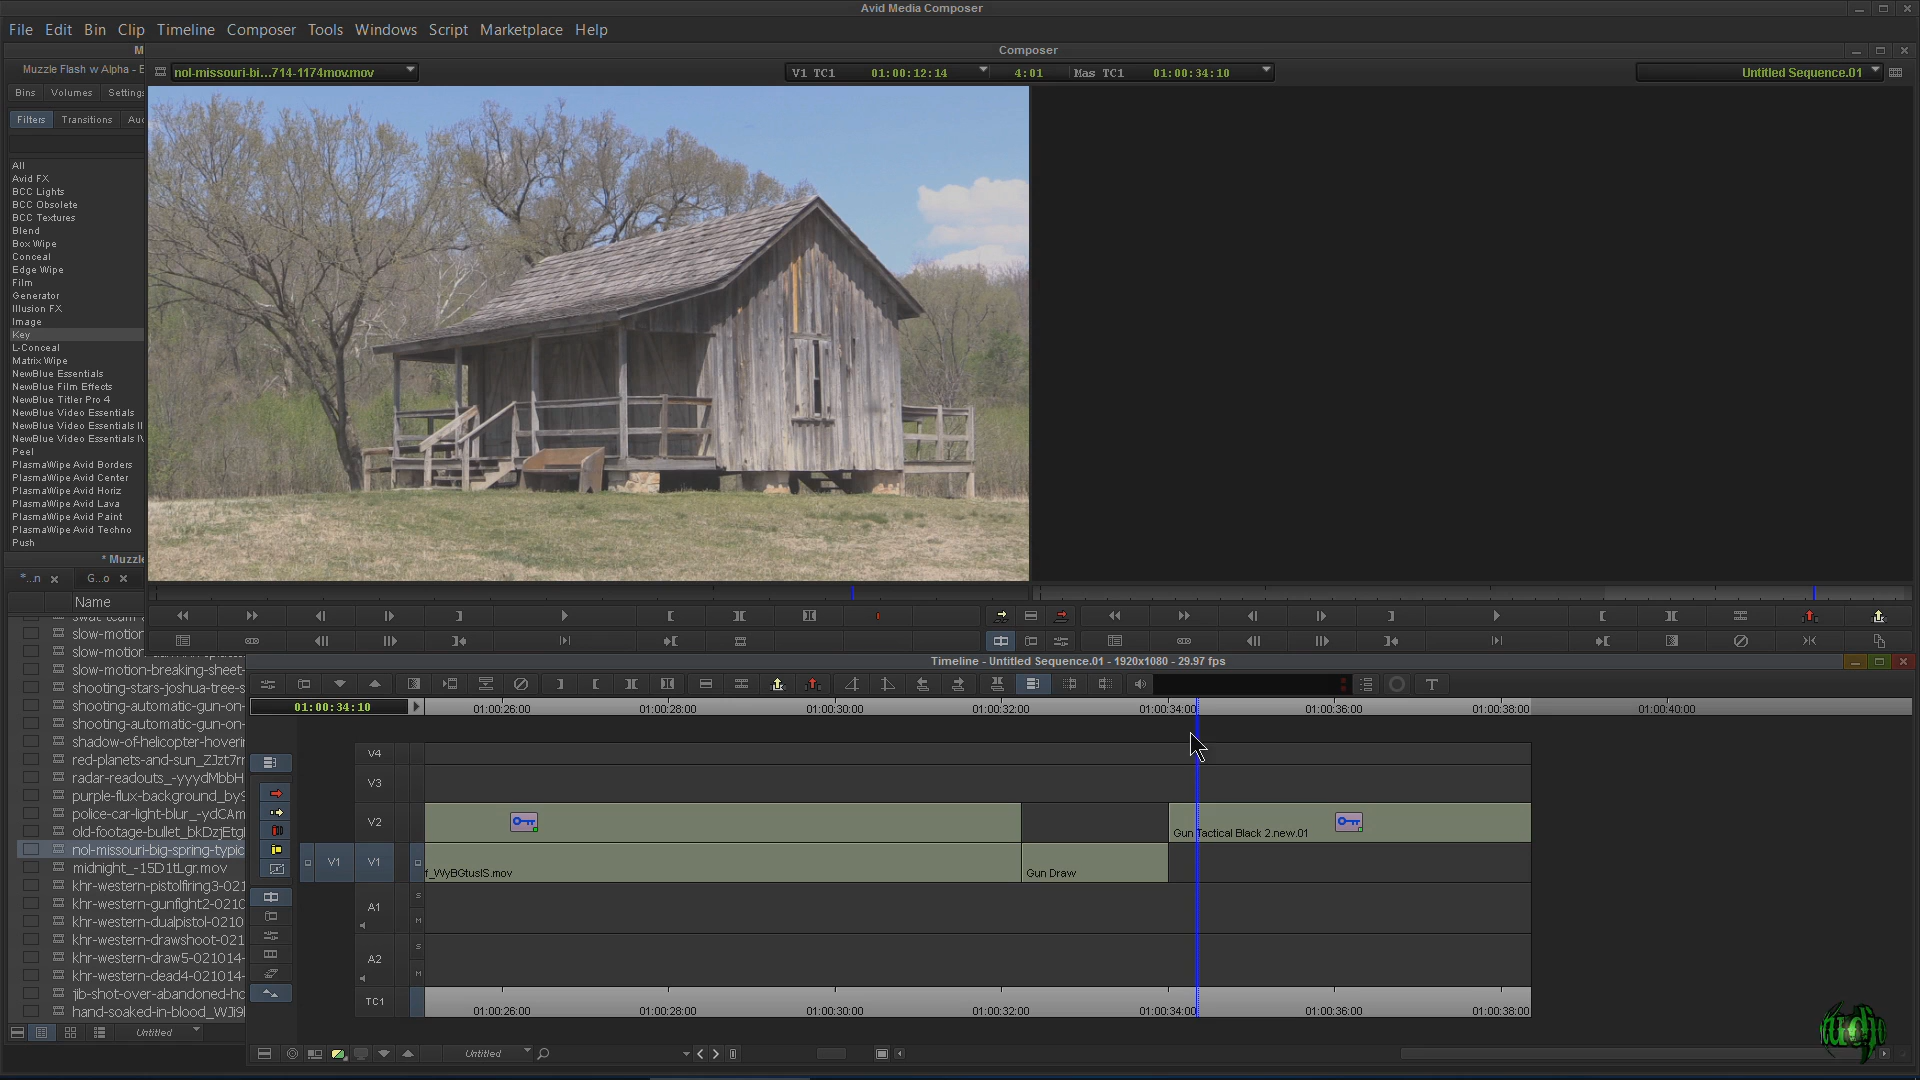 Avid Media Composer
File Edit Bin Clip Timeline Composer Tools Windows Script Marketplace Help
M
Composer
Muzzle Flash w Alpha - E
nol-missouri-bi...714-1174mov.mov
V1 TC1 01:00:12:14 4:01 Mas TC1 01:00:34:10
Untitled Sequence.01
Bins Volumes Settings
Filters Transitions Au
All
Avid FX
BCC Lights
BCC Obsolete
BCC Textures
Blend
Box Wipe
Conceal
Edge Wipe
Film
Generator
Illusion FX
Image
Key
L-Conceal
Matrix Wipe
NewBlue Essentials
NewBlue Film Effects
NewBlue Titler Pro 4
NewBlue Video Essentials
NewBlue Video Essentials II
NewBlue Video Essentials IV
Peel
PlasmaWipe Avid Borders
PlasmaWipe Avid Center
PlasmaWipe Avid Horiz
PlasmaWipe Avid Lava
PlasmaWipe Avid Paint
PlasmaWipe Avid Techno
Push
* Muzzle
*...n G...o
Name
slow-motion
slow-motion
slow-motion-breaking-sheet-
shooting-stars-joshua-tree-s
shooting-automatic-gun-on-
shooting-automatic-gun-on-
shadow-of-helicopter-hoverin
red-planets-and-sun_ZJzt7rr
radar-readouts_-yyydMbbH
purple-flux-background_by9
police-car-light-blur_-ydCAm
old-footage-bullet_bkDzjEtgl
nol-missouri-big-spring-typic
midnight_-15D1tLgr.mov
khr-western-pistolfiring3-021
khr-western-gunfight2-0210
khr-western-dualpistol-0210
khr-western-drawshoot-021
khr-western-draw5-021014-
khr-western-dead4-021014-
jib-shot-over-abandoned-ho
hand-soaked-in-blood_WJi9l
Untitled
Timeline - Untitled Sequence.01 - 1920x1080 - 29.97 fps
T
01:00:34:10
01:00:26:00 01:00:28:00 01:00:30:00 01:00:32:00 01:00:34:00 01:00:36:00 01:00:38:00 01:00:40:00
V4
V3
V2
Gun Tactical Black 2.new.01
V1 V1
f_WyBGtusIS.mov
Gun Draw
S
A1
M
S
A2
M
TC1
01:00:26:00 01:00:28:00 01:00:30:00 01:00:32:00 01:00:34:00 01:00:36:00 01:00:38:00
Untitled